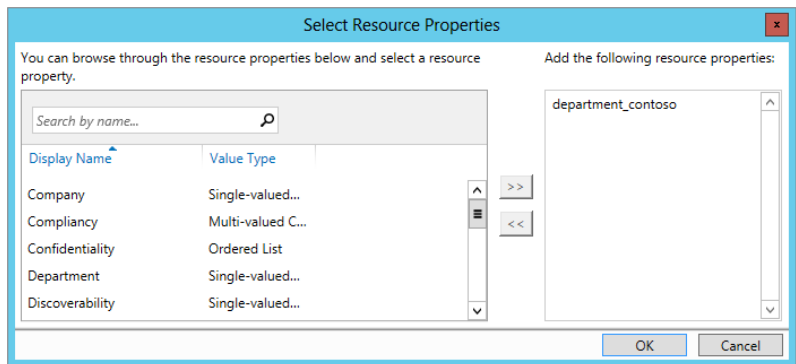 Select Resource Properties
x
You can browse through the resource properties below and select a resource
property.
Add the following resource properties:
Search by name...
department_contoso
Display Name Value Type
Company Single-valued...
Compliancy Multi-valued C...
Confidentiality Ordered List
Department Single-valued...
Discoverability Single-valued...
>>
<<
OK Cancel